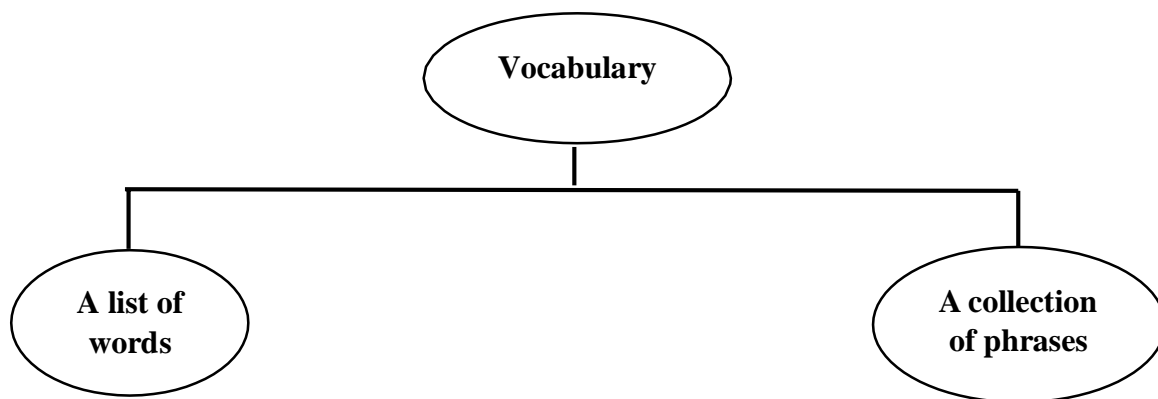 Vocabulary
A list of
words
A collection
of phrases